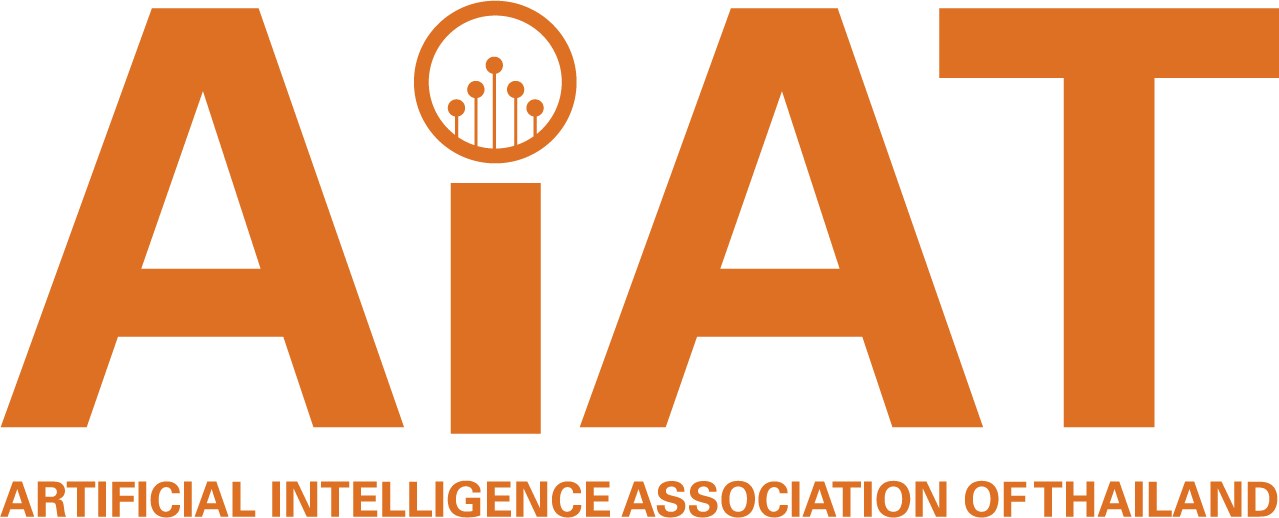 AiAT
ARTIFICIAL INTELLIGENCE ASSOCIATION OF THAILAND